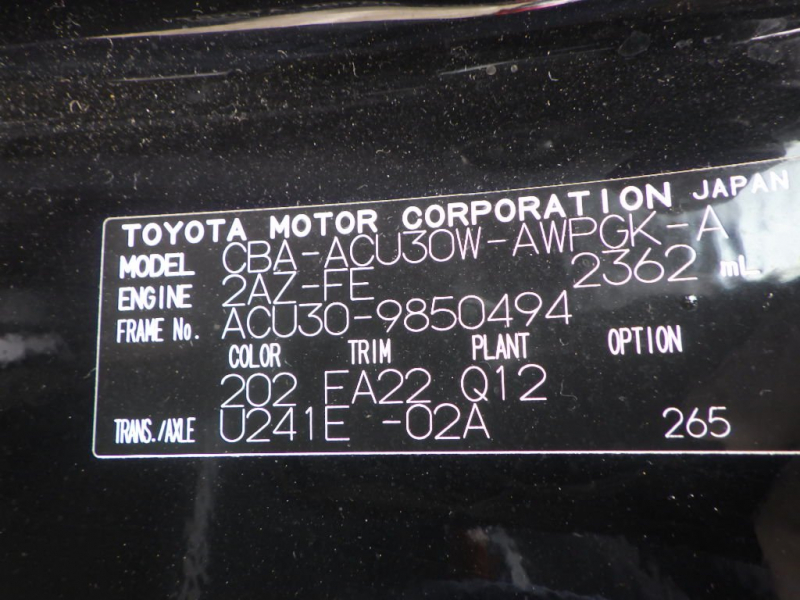 TOYOTA MOTOR CORPORATION JAPAN
MODEL CBA-ACU30W-AWPGK-A
ENGINE 2AZ-FE 2362 mL
FRAME No. ACU30-9850494
COLOR TRIM PLANT OPTION
202 FA22 Q12
TRANS./AXLE U241E -02A 265